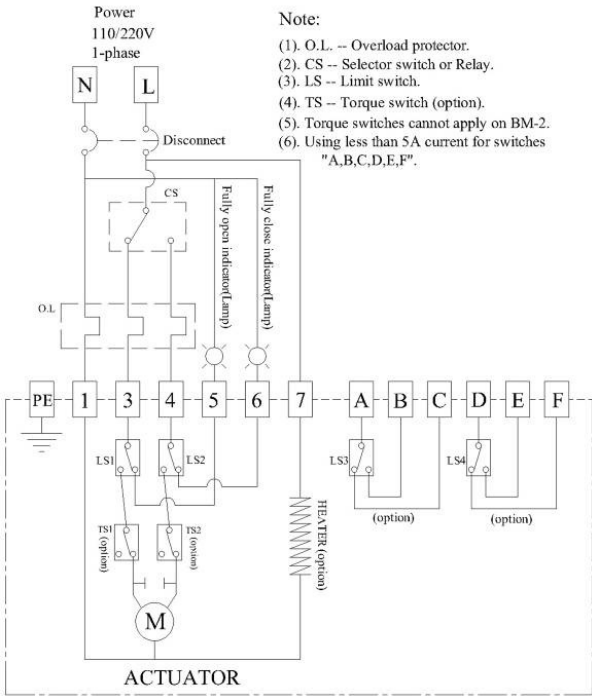 Power
110/220V
1-phase
N
L
Disconnect
Note:
(1). O.L. -- Overload protector.
(2). CS -- Selector switch or Relay.
(3). LS -- Limit switch.
(4). TS -- Torque switch (option).
(5). Torque switches cannot apply on BM-2.
(6). Using less than 5A current for switches
"A,B,C,D,E,F".
CS
Fully open indicator(Lamp)
Fully close indicator(Lamp)
O.L
PE
1
3
4
5
6
7
A
B
C
D
E
F
LS1
LS2
LS3
LS4
TS1
(option)
TS2
(option)
HEATER (option)
(option)
(option)
M
ACTUATOR